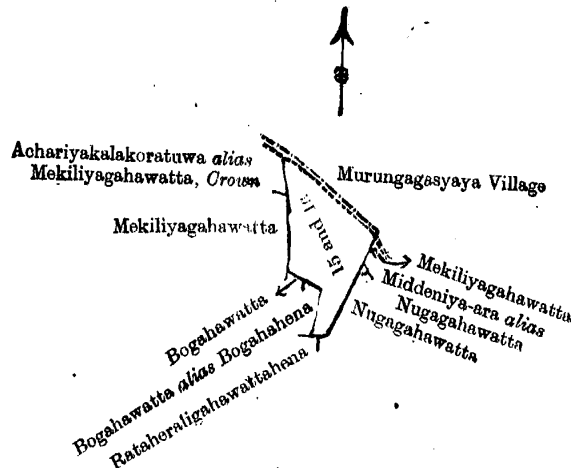 Achariyakalakoratuwa alias
Mekiliyagahawatta, Crown
Murungagasyaya Village
Mekiliyagahawatta
15 and
Mekiliyagahawatta
Middeniya-ara alias
Nugagahawatta
Nugagahawatta
Bogahawatta
Bogahawatta alias Bogahahena
Rataheraligahawattahena